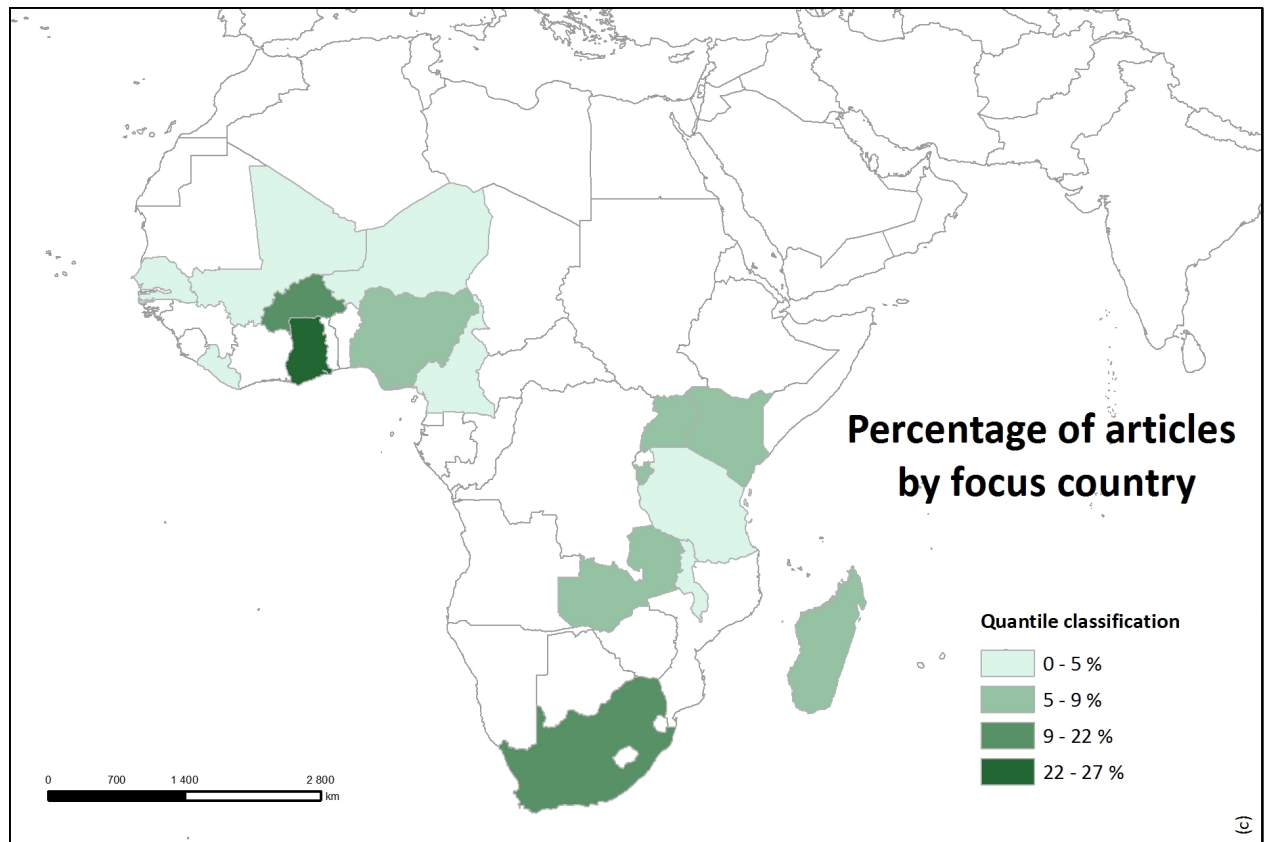 Percentage of articles
by focus country
Quantile classification
0 - 5 %
5 - 9 %
9 - 22 %
22 - 27 %
0 700 1 400 2 800
km
(c)